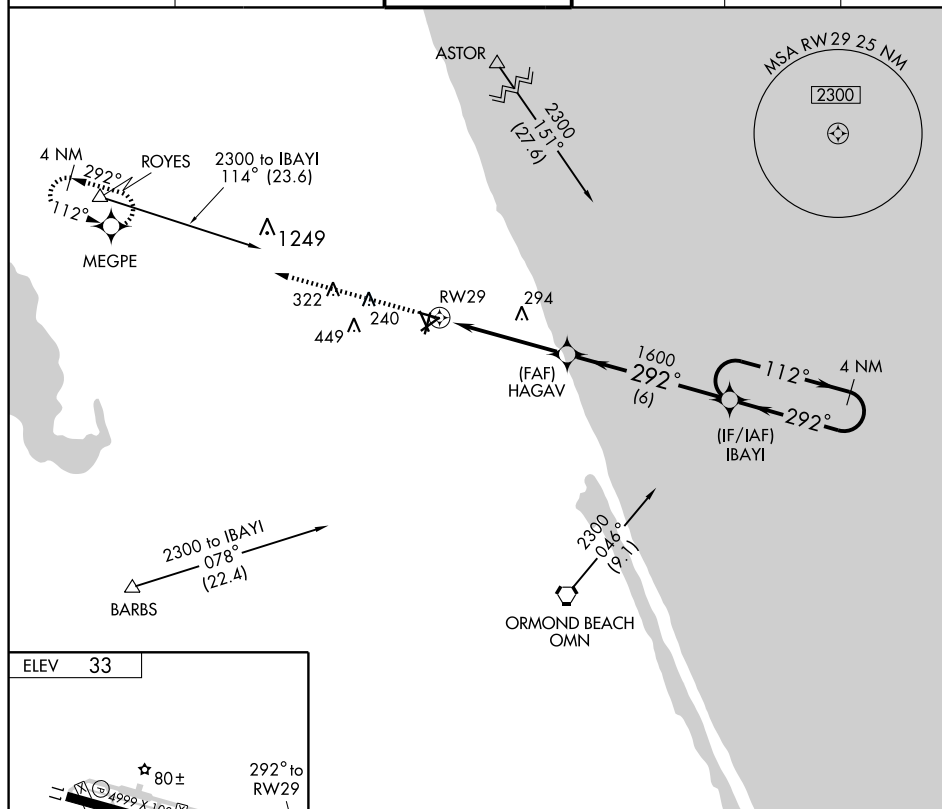 MSA RW29 25 NM
2300
ASTOR
2300
151°
(27.6)
4 NM
292°
ROYES
2300 to IBAYI
114° (23.6)
112°
MEGPE
1249
322
240
449
RW29
294
(FAF)
HAGAV
1600
292°
(6)
112°
4 NM
292°
(IF/IAF)
IBAYI
2300 to IBAYI
078°
(22.4)
BARBS
2300
046°
(9.1)
ORMOND BEACH
OMN
ELEV 33
80±
292° to
RW29
11
P